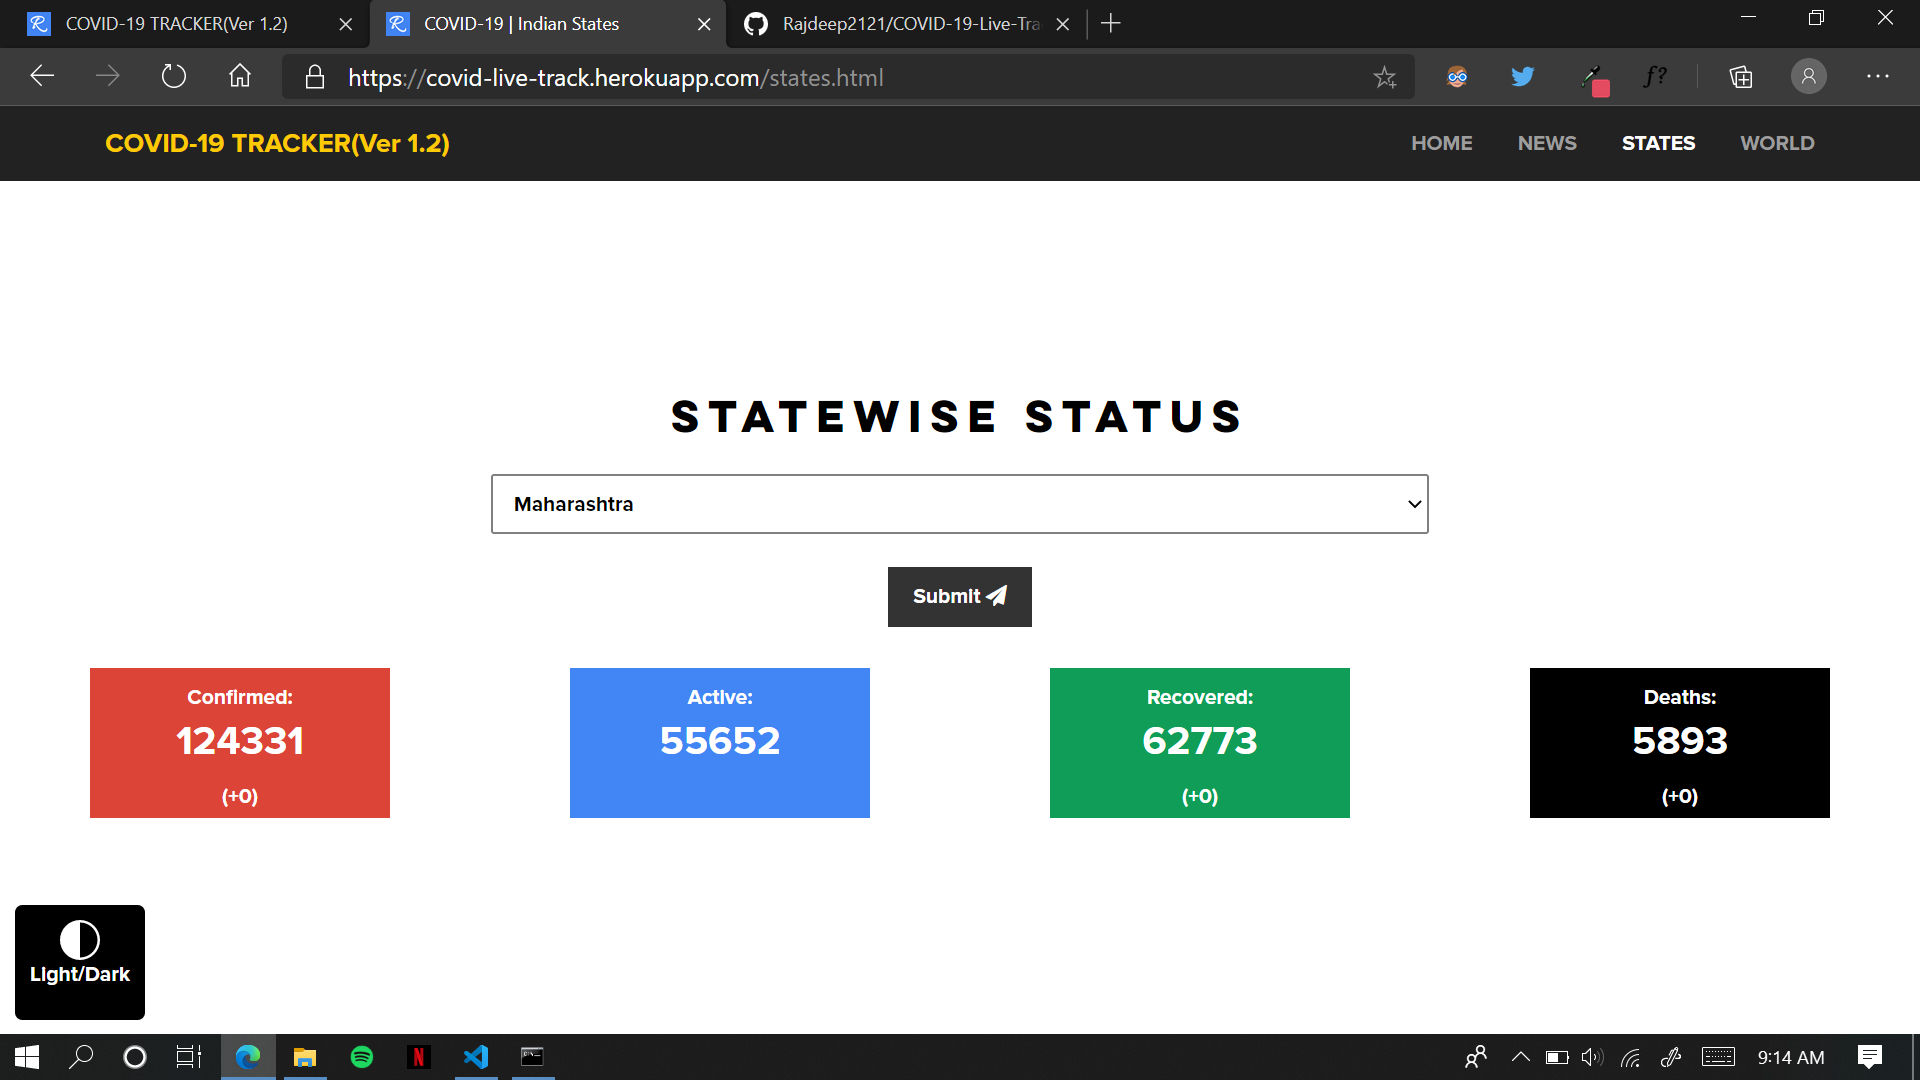 COVID-19 TRACKER(Ver 1.2)
COVID-19 | Indian States
Rajdeep2121/COVID-19-Live-Tra
https://covid-live-track.herokuapp.com/states.html
f?
COVID-19 TRACKER(Ver 1.2)
HOME NEWS STATES WORLD
STATEWISE STATUS
Maharashtra
Submit
Confirmed: Active: Recovered: Deaths:
124331 55652 62773 5893
(+0) (+0) (+0)
Light/Dark
9:14 AM